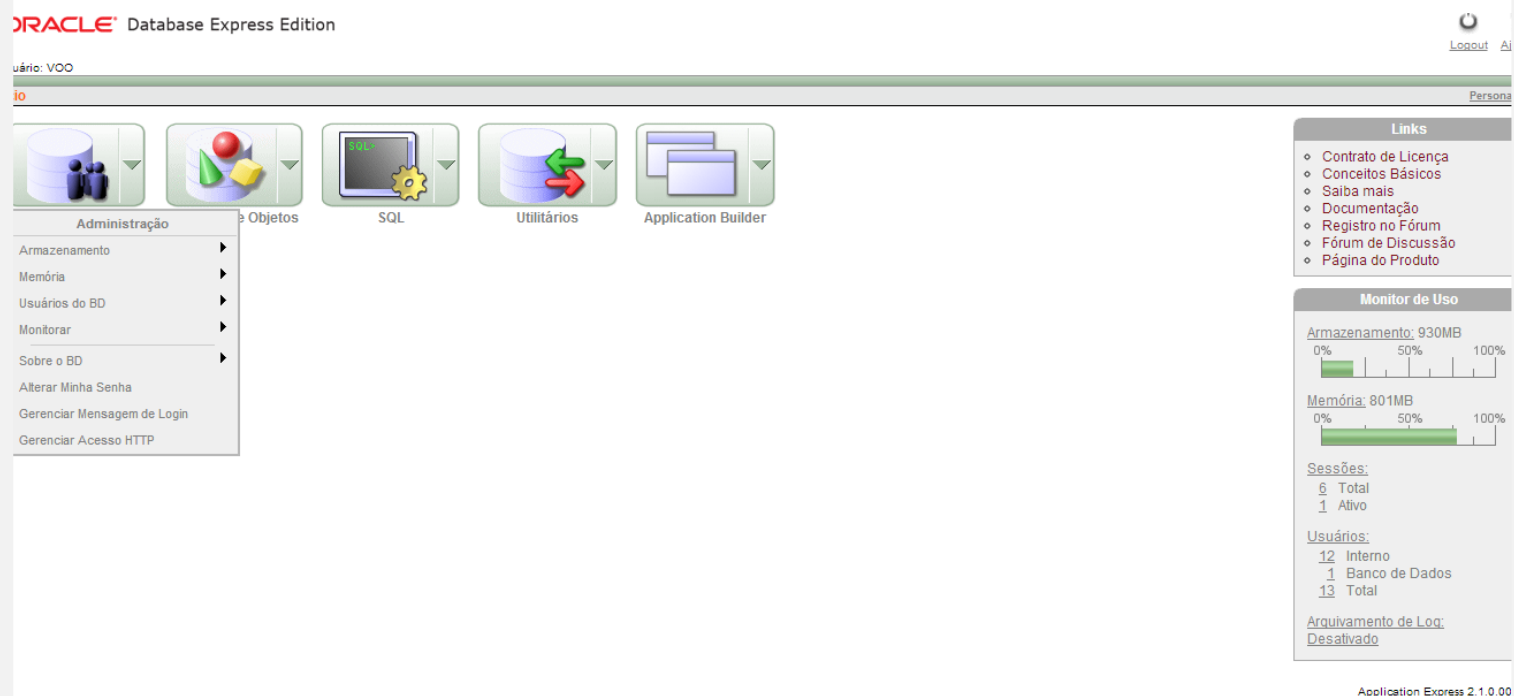 ORACLE Database Express Edition
Logout
uário: VOO
io
Persona
SQL>
e Objetos
SQL
Utilitários
Application Builder
Administração
Armazenamento
Memória
Usuários do BD
Monitorar
Sobre o BD
Alterar Minha Senha
Gerenciar Mensagem de Login
Gerenciar Acesso HTTP
Links
Contrato de Licença
Conceitos Básicos
Saiba mais
Documentação
Registro no Fórum
Fórum de Discussão
Página do Produto
Monitor de Uso
Armazenamento: 930MB
0% 50% 100%
Memória: 801MB
0% 50% 100%
Sessões:
6 Total
1 Ativo
Usuários:
12 Interno
1 Banco de Dados
13 Total
Arquivamento de Log:
Desativado
Application Express 2.1.0.00